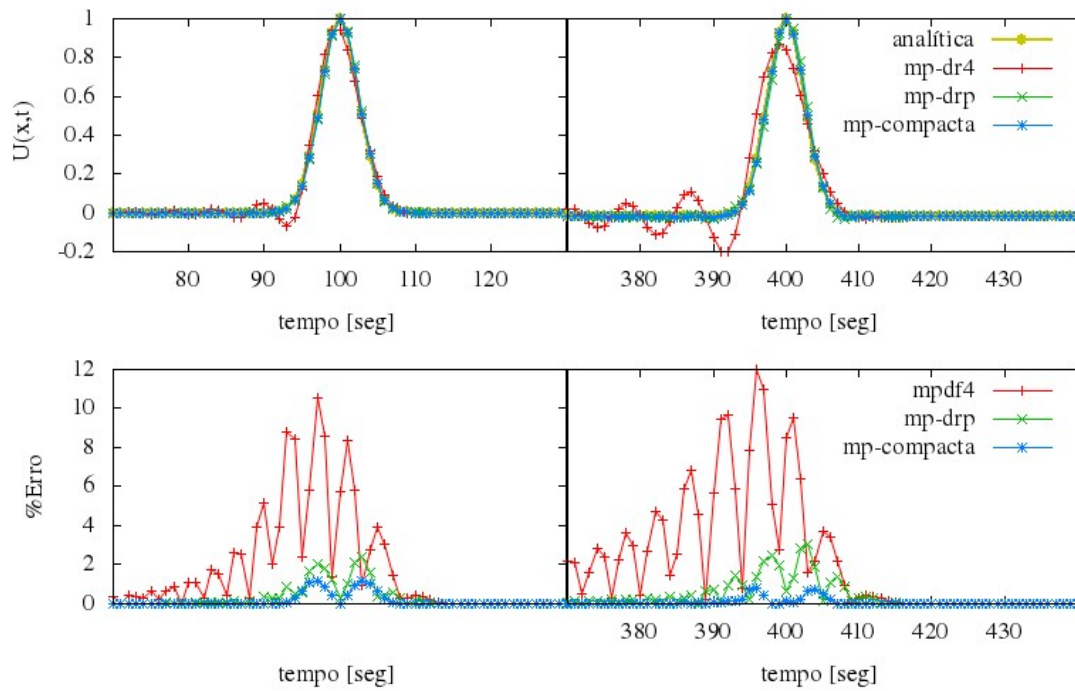 1
0.8
0.6
0.4
0.2
0
-0.2
U(x,t)
80 90 100 110 120
tempo [seg]
analítica
mp-dr4
mp-drp
mp-compacta
380 390 400 410 420 430
tempo [seg]
12
10
8
6
4
2
0
%Erro
tempo [seg]
mpdf4
mp-drp
mp-compacta
380 390 400 410 420 430
tempo [seg]